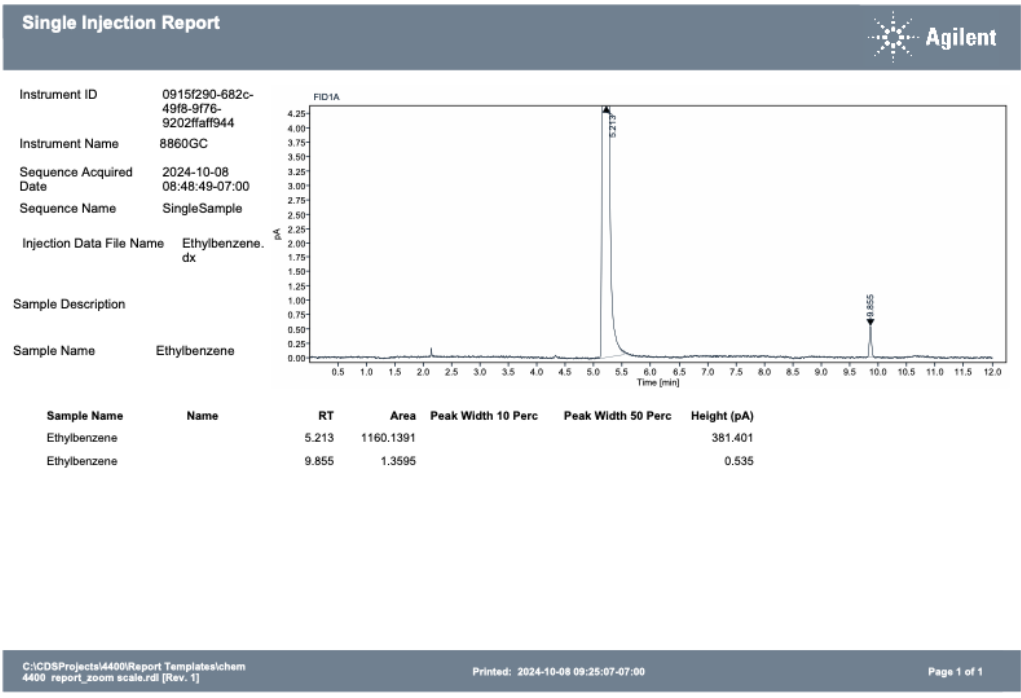 Single Injection Report
Agilent
Instrument ID 0915f290-682c-
49f8-9f76-
9202ffaff944
Instrument Name 8860GC
Sequence Acquired 2024-10-08
Date 08:48:49-07:00
Sequence Name SingleSample
Injection Data File Name Ethylbenzene.
dx
Sample Description
Sample Name Ethylbenzene
FID1A
4.25
4.00
3.75
3.50
3.25
3.00
2.75
2.50
2.25
2.00
1.75
1.50
1.25
1.00
0.75
0.50
0.25
0.00
pA
5.213
9.855
0.5 1.0 1.5 2.0 2.5 3.0 3.5 4.0 4.5 5.0 5.5 6.0 6.5 7.0 7.5 8.0 8.5 9.0 9.5 10.0 10.5 11.0 11.5 12.0
Time [min]
Sample Name Name RT Area Peak Width 10 Perc Peak Width 50 Perc Height (pA)
Ethylbenzene 5.213 1160.1391 381.401
Ethylbenzene 9.855 1.3595 0.535
C:\CDSProjects\4400\Report Templates\chem
4400 report_zoom scale.rdl [Rev. 1]
Printed: 2024-10-08 09:25:07-07:00
Page 1 of 1